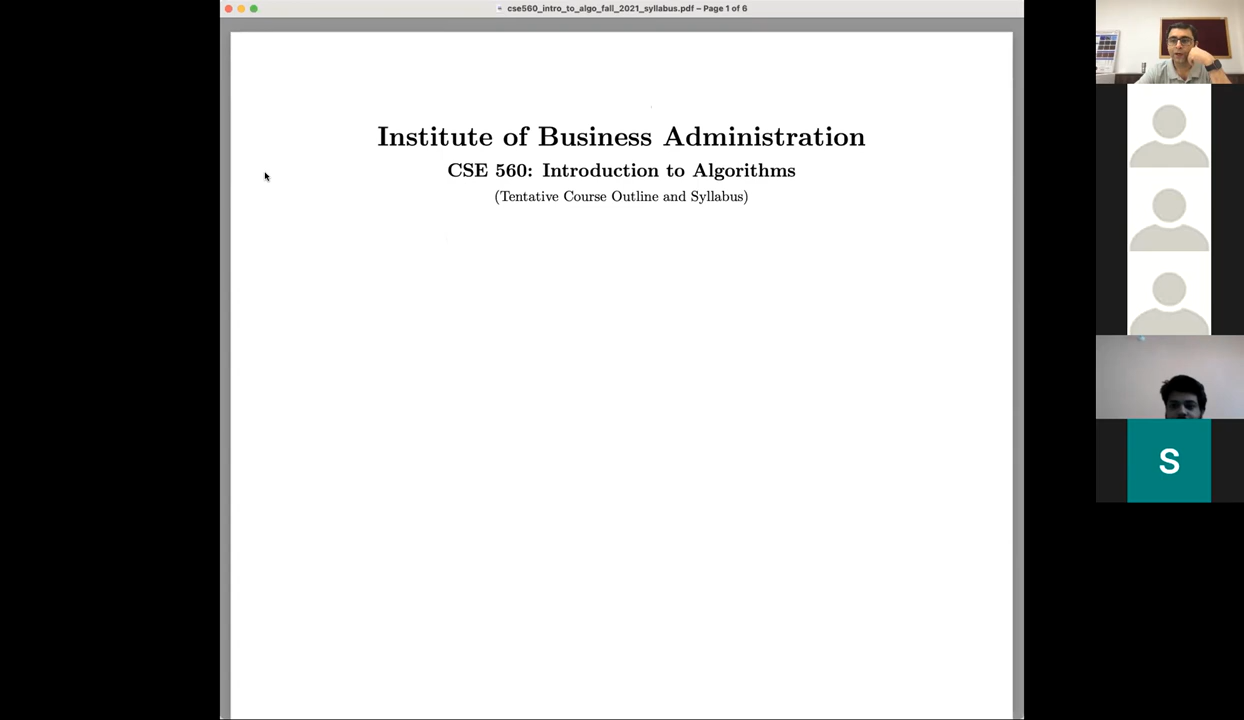 cse560_intro_to_algo_fall_2021_syllabus.pdf – Page 1 of 6
Institute of Business Administration
CSE 560: Introduction to Algorithms
(Tentative Course Outline and Syllabus)
S